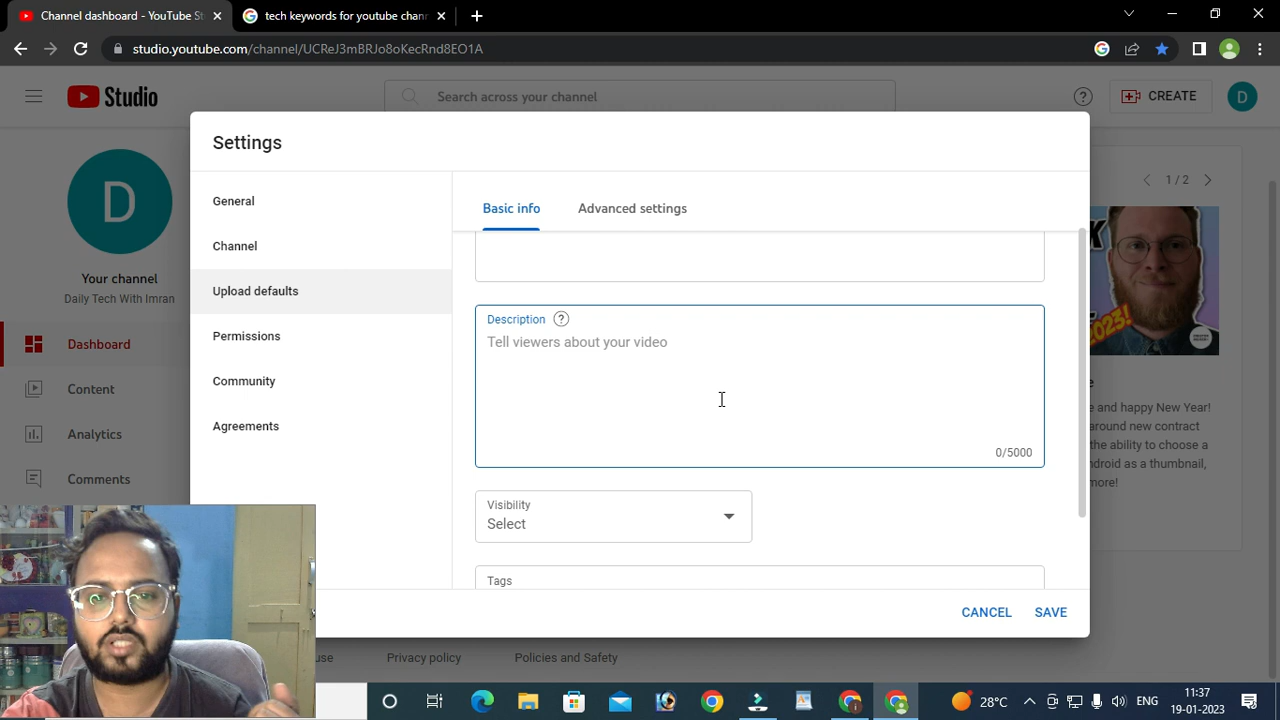 Channel dashboard - YouTube St
tech keywords for youtube chan
studio.youtube.com/channel/UCReJ3mBRJo8oKecRnd8EO1A
Studio
Search across your channel
CREATE
D
Settings
General
Channel
Upload defaults
Permissions
Community
Agreements
Basic info
Advanced settings
Description
Tell viewers about your video
0/5000
Visibility
Select
Tags
CANCEL
SAVE
D
Your channel
Daily Tech With Imran
Dashboard
Content
Analytics
Comments
1 / 2
K
2023!
e
e and happy New Year!
around new contract
the ability to choose a
ndroid as a thumbnail,
more!
use
Privacy policy
Policies and Safety
28°C
ENG
11:37
19-01-2023